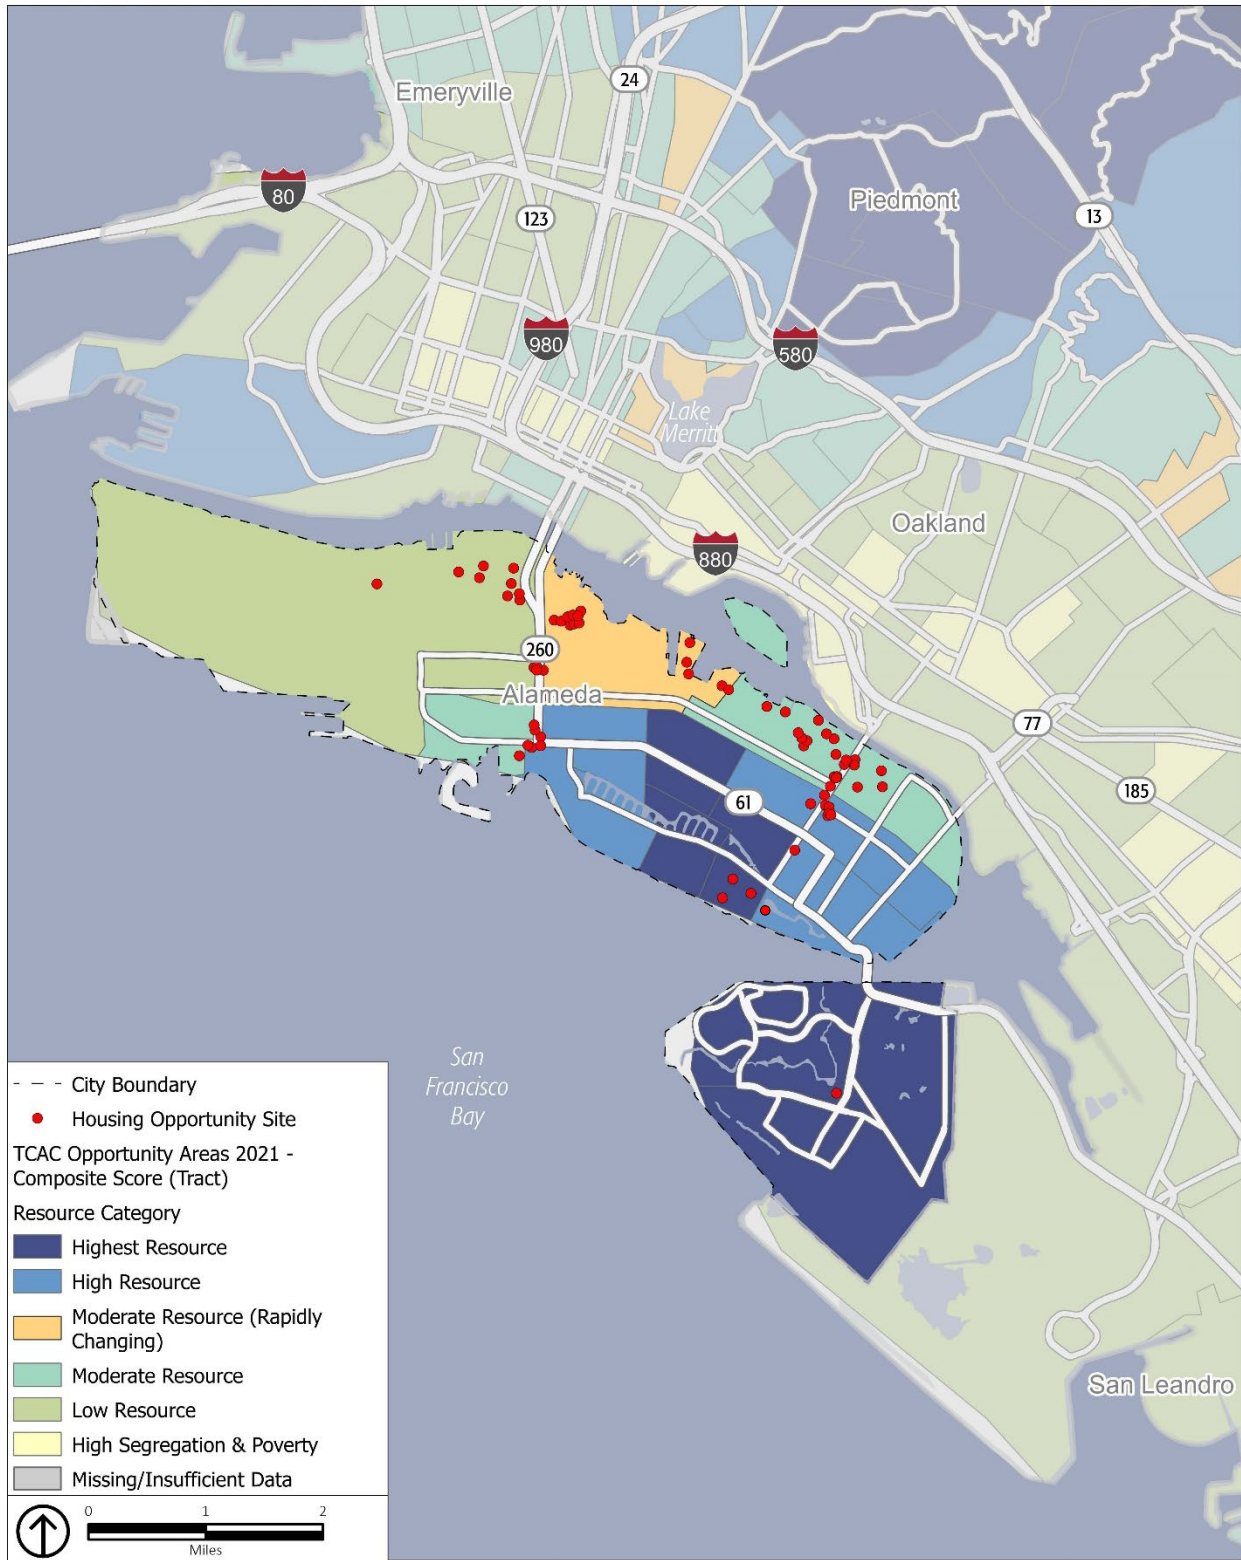 Emeryville
24
80
Piedmont
13
123
980
580
Lake
Merritt
Oakland
880
260
Alameda
77
61
185
San
Francisco
Bay
San Leandro
City Boundary
Housing Opportunity Site
TCAC Opportunity Areas 2021 -
Composite Score (Tract)
Resource Category
Highest Resource
High Resource
Moderate Resource (Rapidly
Changing)
Moderate Resource
Low Resource
High Segregation & Poverty
Missing/Insufficient Data
0 1 2
Miles